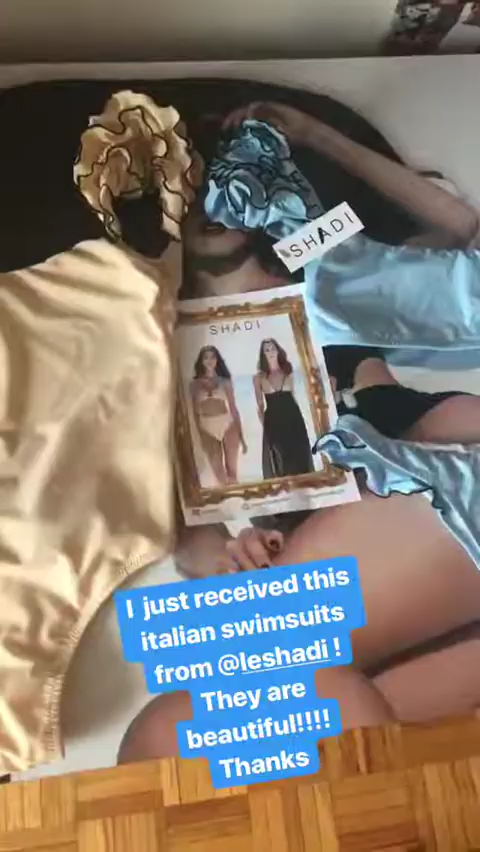 SHADI
SHADI
I just received this
italian swimsuits
from @leshadi !
They are
beautiful!!!!
Thanks